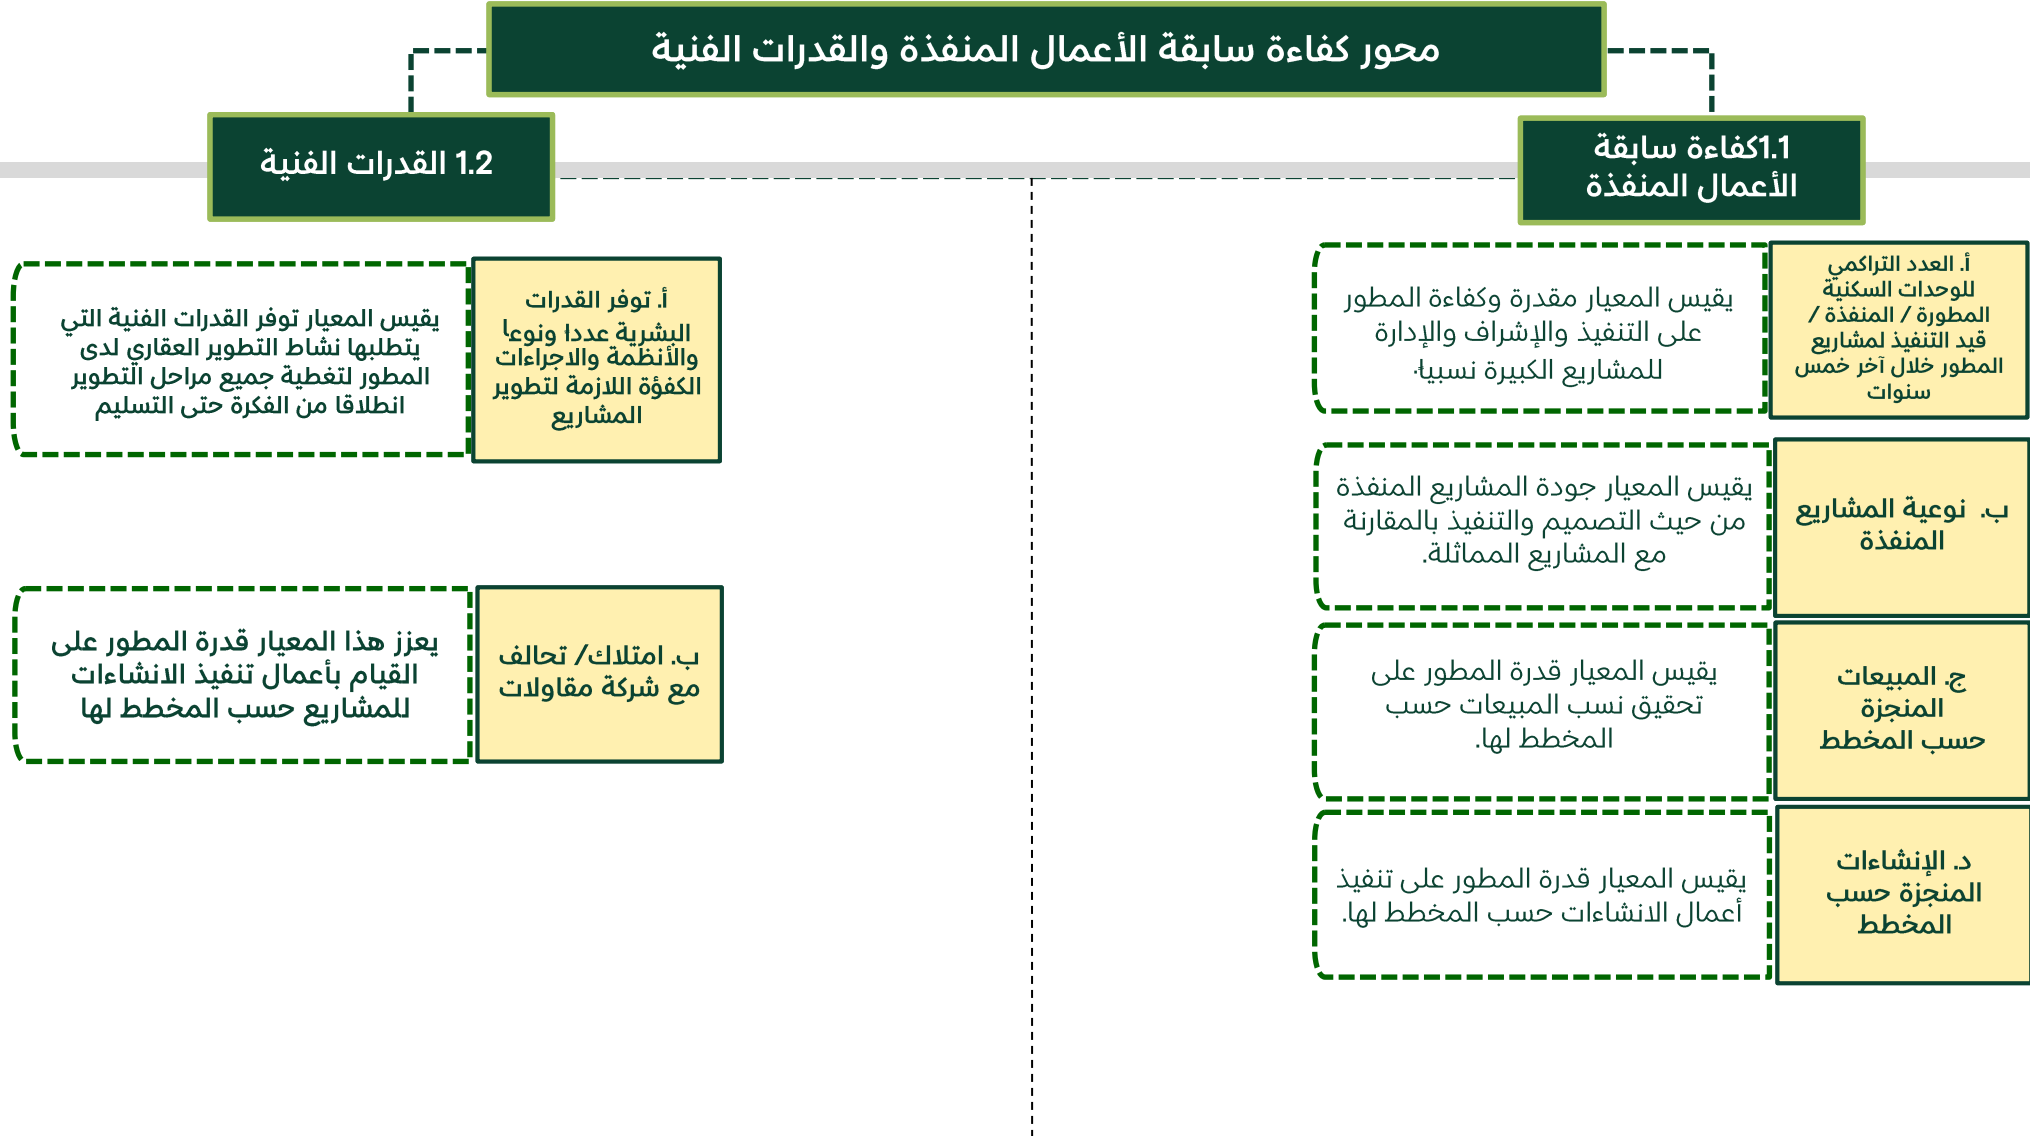 محور كفاءة سابقة الأعمال المنفذة والقدرات الفنية
1.1كفاءة سابقة
الأعمال المنفذة
أ. العدد التراكمي
للوحدات السكنية
المطورة / المنفذة /
قيد التنفيذ لمشاريع
المطور خلال آخر خمس
سنوات
يقيس المعيار مقدرة وكفاءة المطور
على التنفيذ والإشراف والإدارة
للمشاريع الكبيرة نسبيا.
ب. نوعية المشاريع
المنفذة
يقيس المعيار جودة المشاريع المنفذة
من حيث التصميم والتنفيذ بالمقارنة
مع المشاريع المماثلة.
ج. المبيعات
المنجزة
حسب المخطط
يقيس المعيار قدرة المطور على
تحقيق نسب المبيعات حسب
المخطط لها.
د. الإنشاءات
المنجزة حسب
المخطط
يقيس المعيار قدرة المطور على تنفيذ
أعمال الانشاءات حسب المخطط لها.
1.2 القدرات الفنية
أ. توفر القدرات
البشرية عددا ونوعا
والأنظمة والاجراءات
الكفؤة اللازمة لتطوير
المشاريع
يقيس المعيار توفر القدرات الفنية التي
يتطلبها نشاط التطوير العقاري لدى
المطور لتغطية جميع مراحل التطوير
انطلاقا من الفكرة حتى التسليم
ب. امتلاك/ تحالف
مع شركة مقاولات
يعزز هذا المعيار قدرة المطور على
القيام بأعمال تنفيذ الانشاءات
للمشاريع حسب المخطط لها